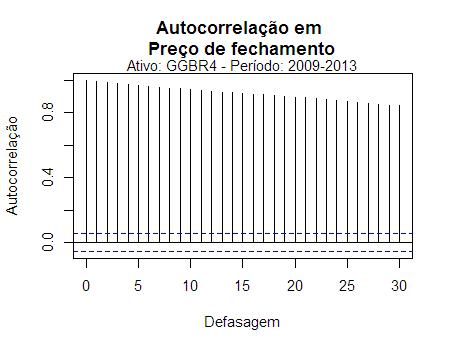 Autocorrelação em
Preço de fechamento
Ativo: GGBR4 - Período: 2009-2013
Autocorrelação
0.8
0.4
0.0
0 5 10 15 20 25 30
Defasagem